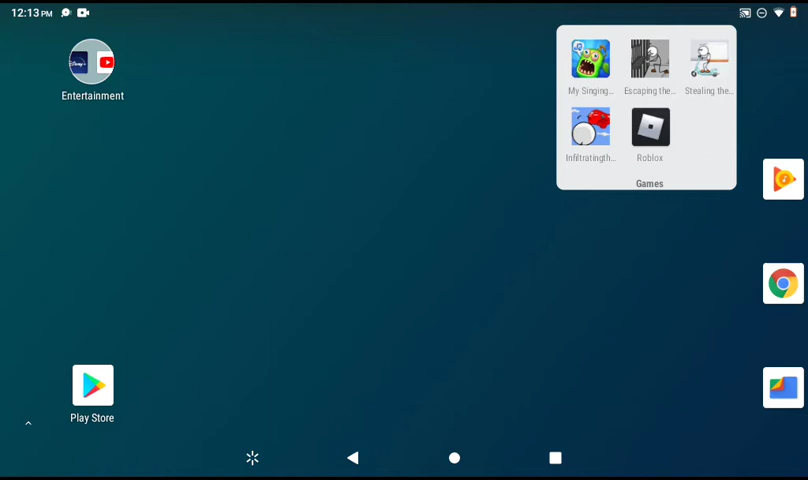 12:13 PM
Entertainment
My Singing...
Escaping the...
Stealing the...
Infiltratingth...
Roblox
Games
Play Store